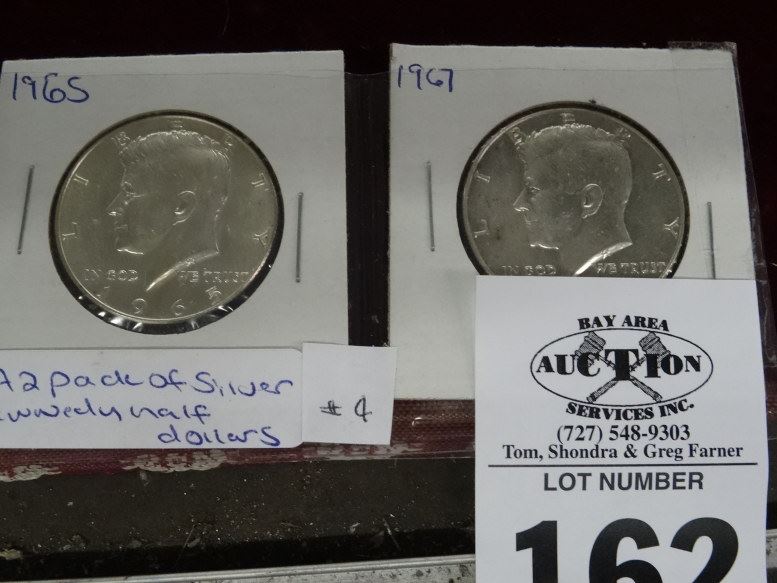 1965
1967
LIBERTY
IN GOD WE TRUST
1965
LIBERTY
IN GOD WE TRUST
A 2 pack of Silver
half
dollars
# 4
BAY AREA
AUCTION
SERVICES INC.
(727) 548-9303
Tom, Shondra & Greg Farner
LOT NUMBER
162